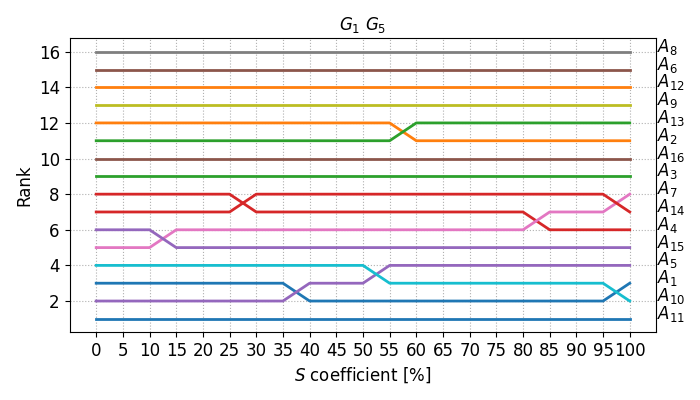 G₁ G₅
16
14
12
10
8
6
4
2
Rank
A₈
A₆
A₁₂
A₉
A₁₃
A₂
A₁₆
A₃
A₇
A₁₄
A₄
A₁₅
A₅
A₁
A₁₀
A₁₁
0 5 10 15 20 25 30 35 40 45 50 55 60 65 70 75 80 85 90 95 100
S coefficient [%]